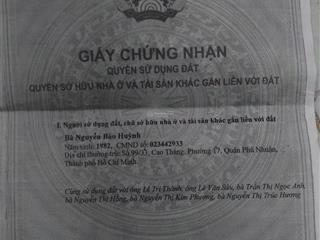 GIẤY CHỨNG NHẬN
QUYỀN SỬ DỤNG ĐẤT
QUYỀN SỞ HỮU NHÀ Ở VÀ TÀI SẢN KHÁC GẮN LIỀN VỚI ĐẤT
I. Người sử dụng đất, chủ sở hữu nhà ở và tài sản khác gắn liền với đất
Bà Nguyễn Bảo Huỳnh
Năm sinh: 1982, CMND số: 023442933
Địa chỉ thường trú: Số 99/3, Cao Thắng, Phường 17, Quận Phú Nhuận,
Thành phố Hồ Chí Minh
Cùng sử dụng đất với ông Lê Trí Thành, ông Lê Văn Sáu, bà Trần Thị Ngọc Anh,
bà Nguyễn Thị Hồng, bà Nguyễn Thị Kim Phượng, bà Nguyễn Thị Trúc Hương